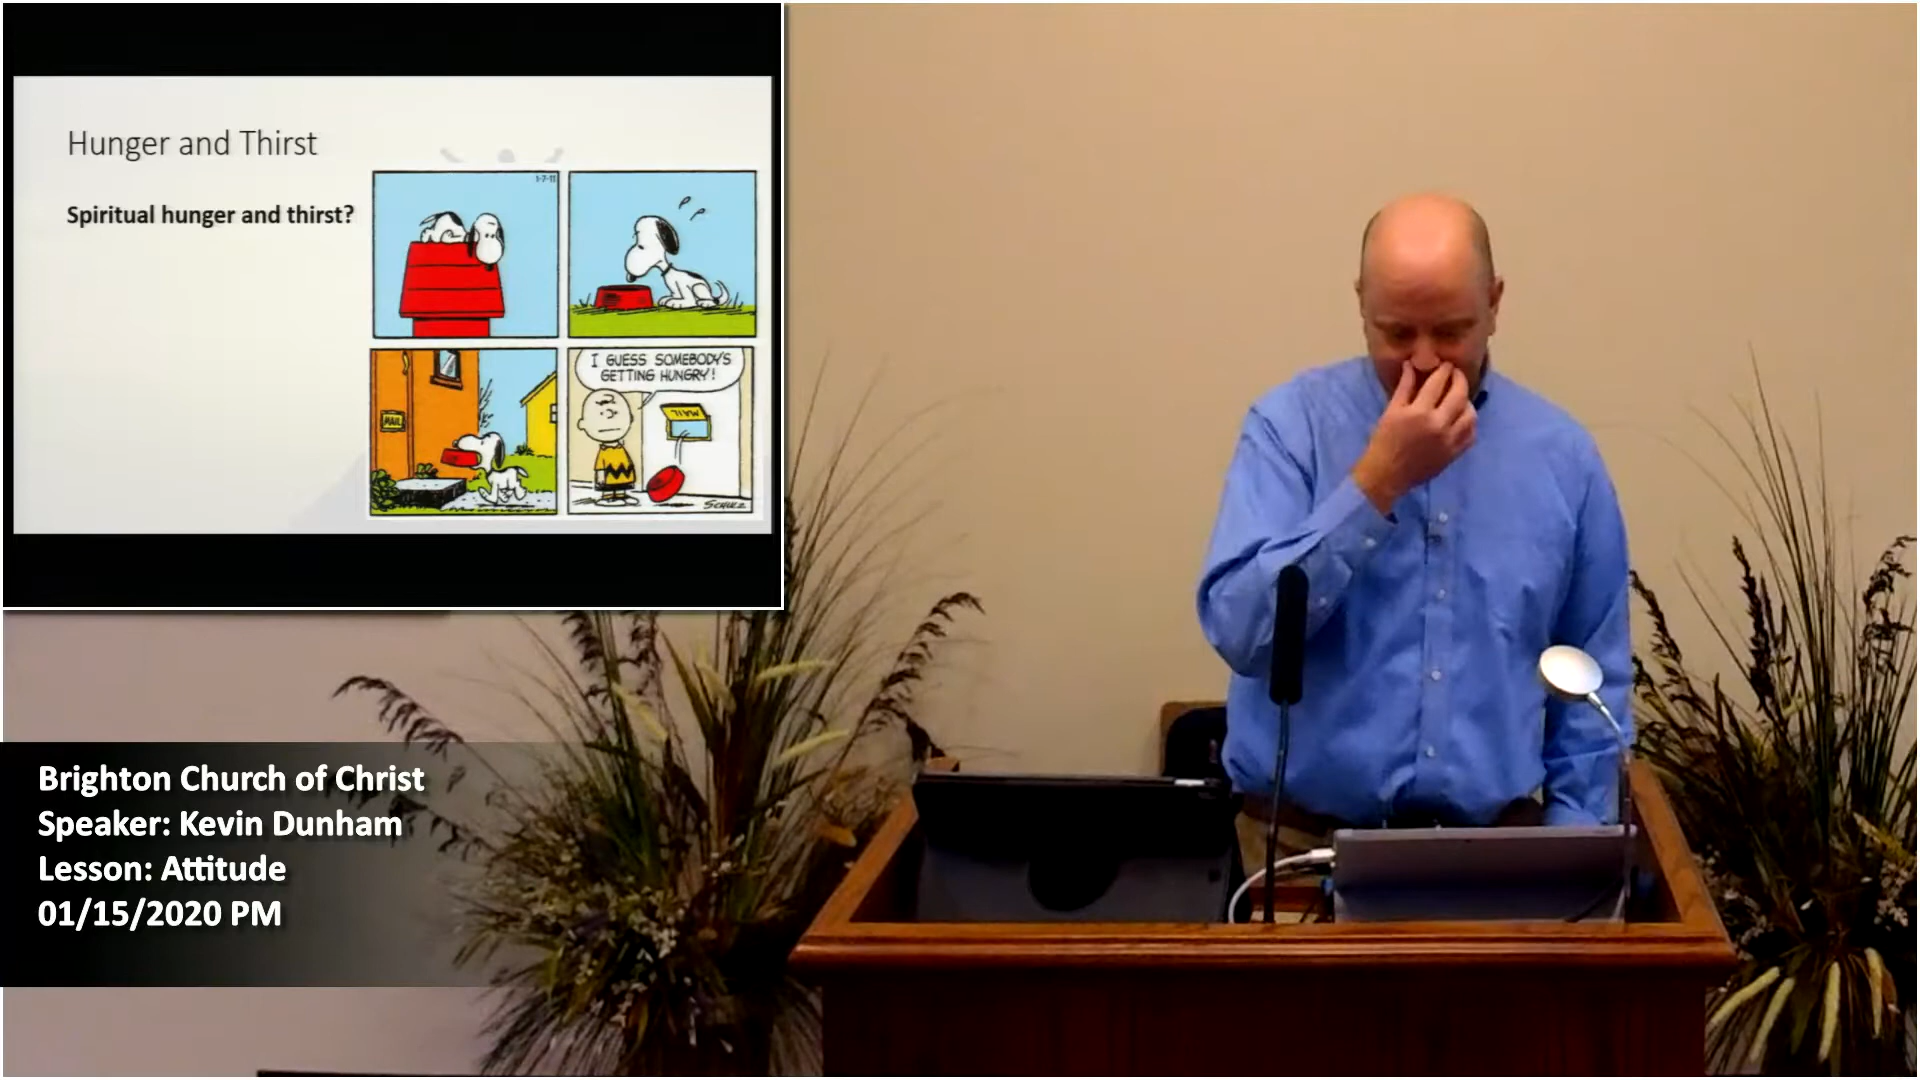 Hunger and Thirst
Spiritual hunger and thirst?
1-7-11
MAIL
I GUESS SOMEBODY'S
GETTING HUNGRY!
MAIL
SCHULZ
Brighton Church of Christ
Speaker: Kevin Dunham
Lesson: Attitude
01/15/2020 PM